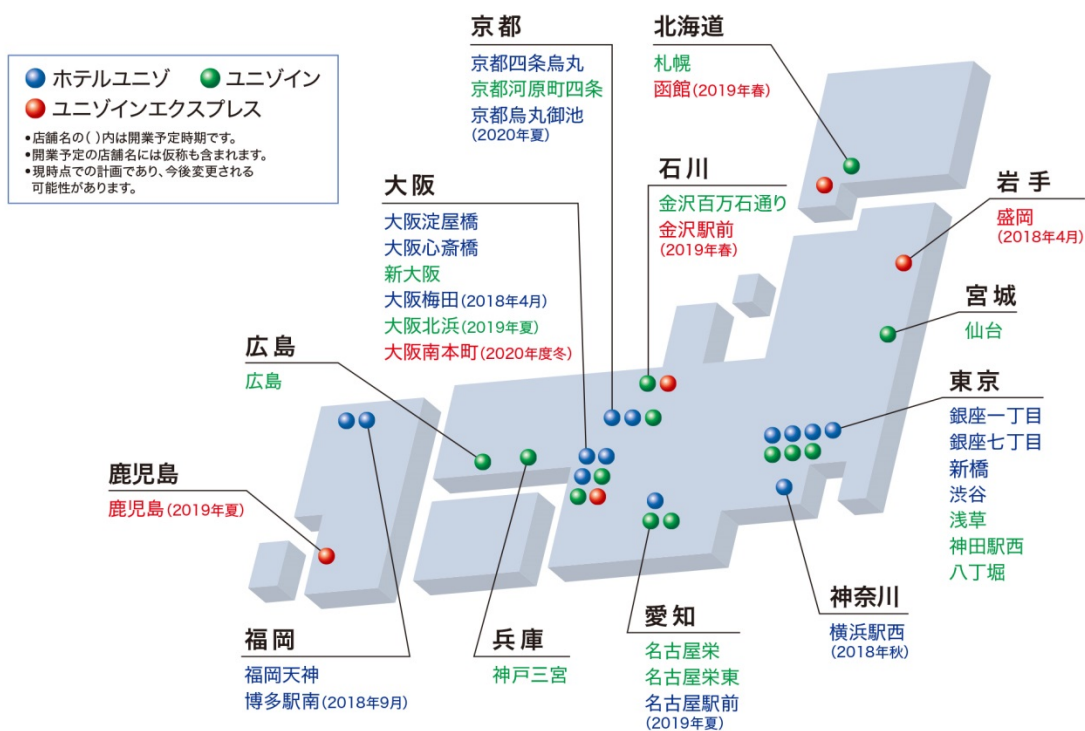 ホテルユニゾ ユニゾイン
ユニゾインエクスプレス
•店舗名の( )内は開業予定時期です。
•開業予定の店舗名には仮称も含まれます。
•現時点での計画であり、今後変更される
可能性があります。
京都
京都四条烏丸
京都河原町四条
京都烏丸御池
(2020年夏)
北海道
札幌
函館(2019年春)
大阪
大阪淀屋橋
大阪心斎橋
新大阪
大阪梅田(2018年4月)
大阪北浜(2019年夏)
大阪南本町(2020年度冬)
石川
金沢百万石通り
金沢駅前
(2019年春)
岩手
盛岡
(2018年4月)
宮城
仙台
広島
広島
東京
銀座一丁目
銀座七丁目
新橋
渋谷
浅草
神田駅西
八丁堀
鹿児島
鹿児島(2019年夏)
福岡
福岡天神
博多駅南(2018年9月)
兵庫
神戸三宮
愛知
名古屋栄
名古屋栄東
名古屋駅前
(2019年夏)
神奈川
横浜駅西
(2018年秋)